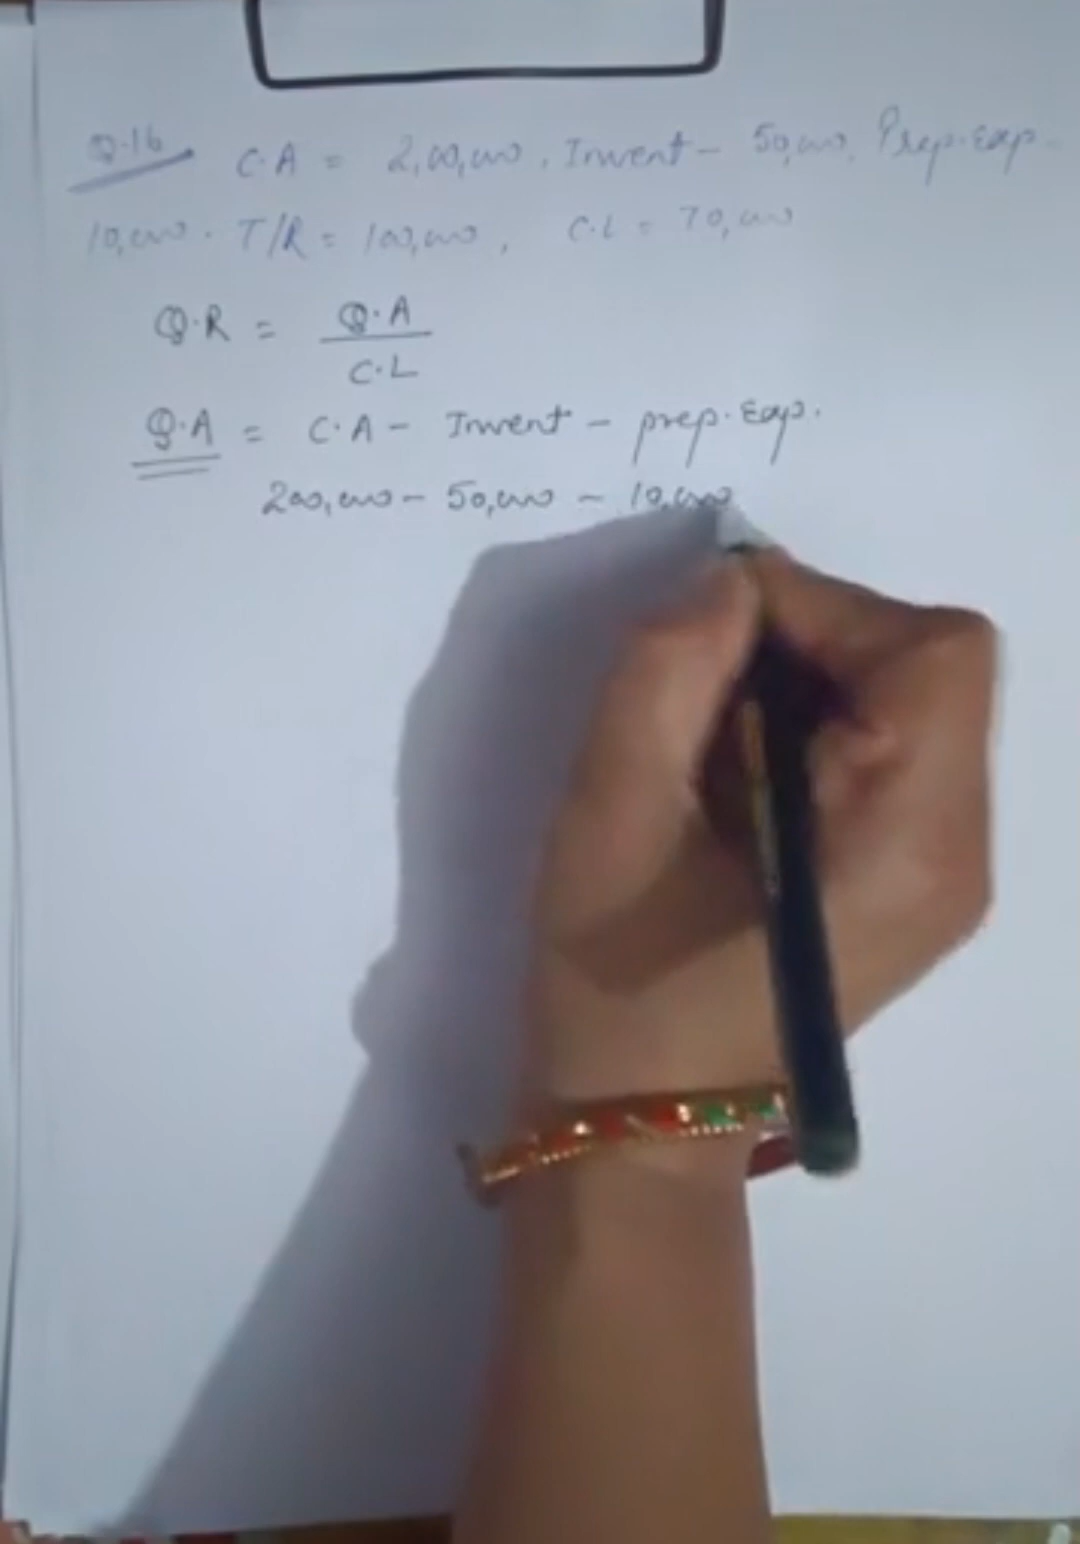 Q.16 C.A = 2,00,000, Invent - 50,000, Prep. Exp -
10,000. T/R = 100,000, C.L = 70,000
Q.R = Q.A
C.L
Q.A = C.A - Invent - prep. Exp.
200,000 - 50,000 - 10,000